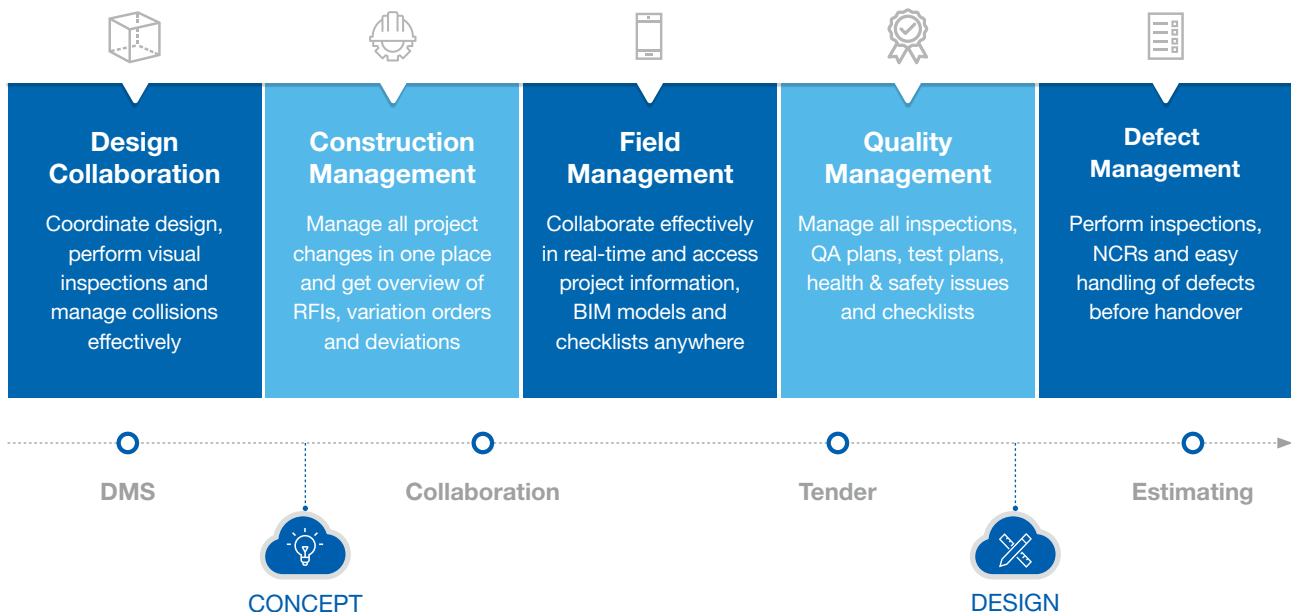 Design
Collaboration
Coordinate design,
perform visual
inspections and
manage collisions
effectively
Construction
Management
Manage all project
changes in one place
and get overview of
RFIs, variation orders
and deviations
Field
Management
Collaborate effectively
in real-time and access
project information,
BIM models and
checklists anywhere
Quality
Management
Manage all inspections,
QA plans, test plans,
health & safety issues
and checklists
Defect
Management
Perform inspections,
NCRs and easy
handling of defects
before handover
DMS
Collaboration
Tender
Estimating
CONCEPT
DESIGN